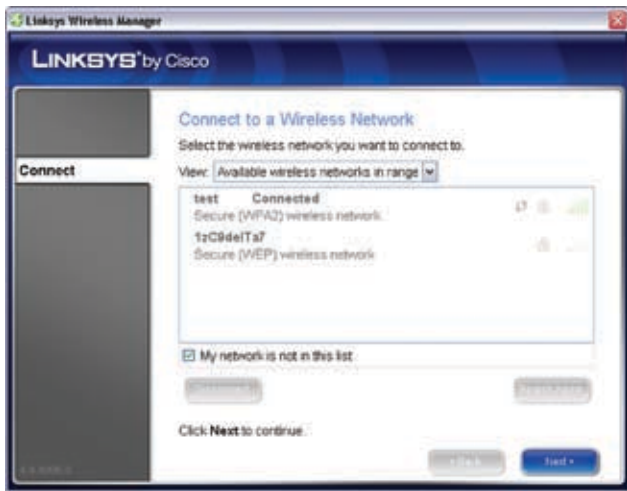 Linksys Wireless Manager
LINKSYS by Cisco
Connect to a Wireless Network
Select the wireless network you want to connect to.
Connect
View: Available wireless networks in range
test Connected
Secure (WPA2) wireless network
Secure (WEP) wireless network
My network is not in this list
Click Next to continue.
Back
Next